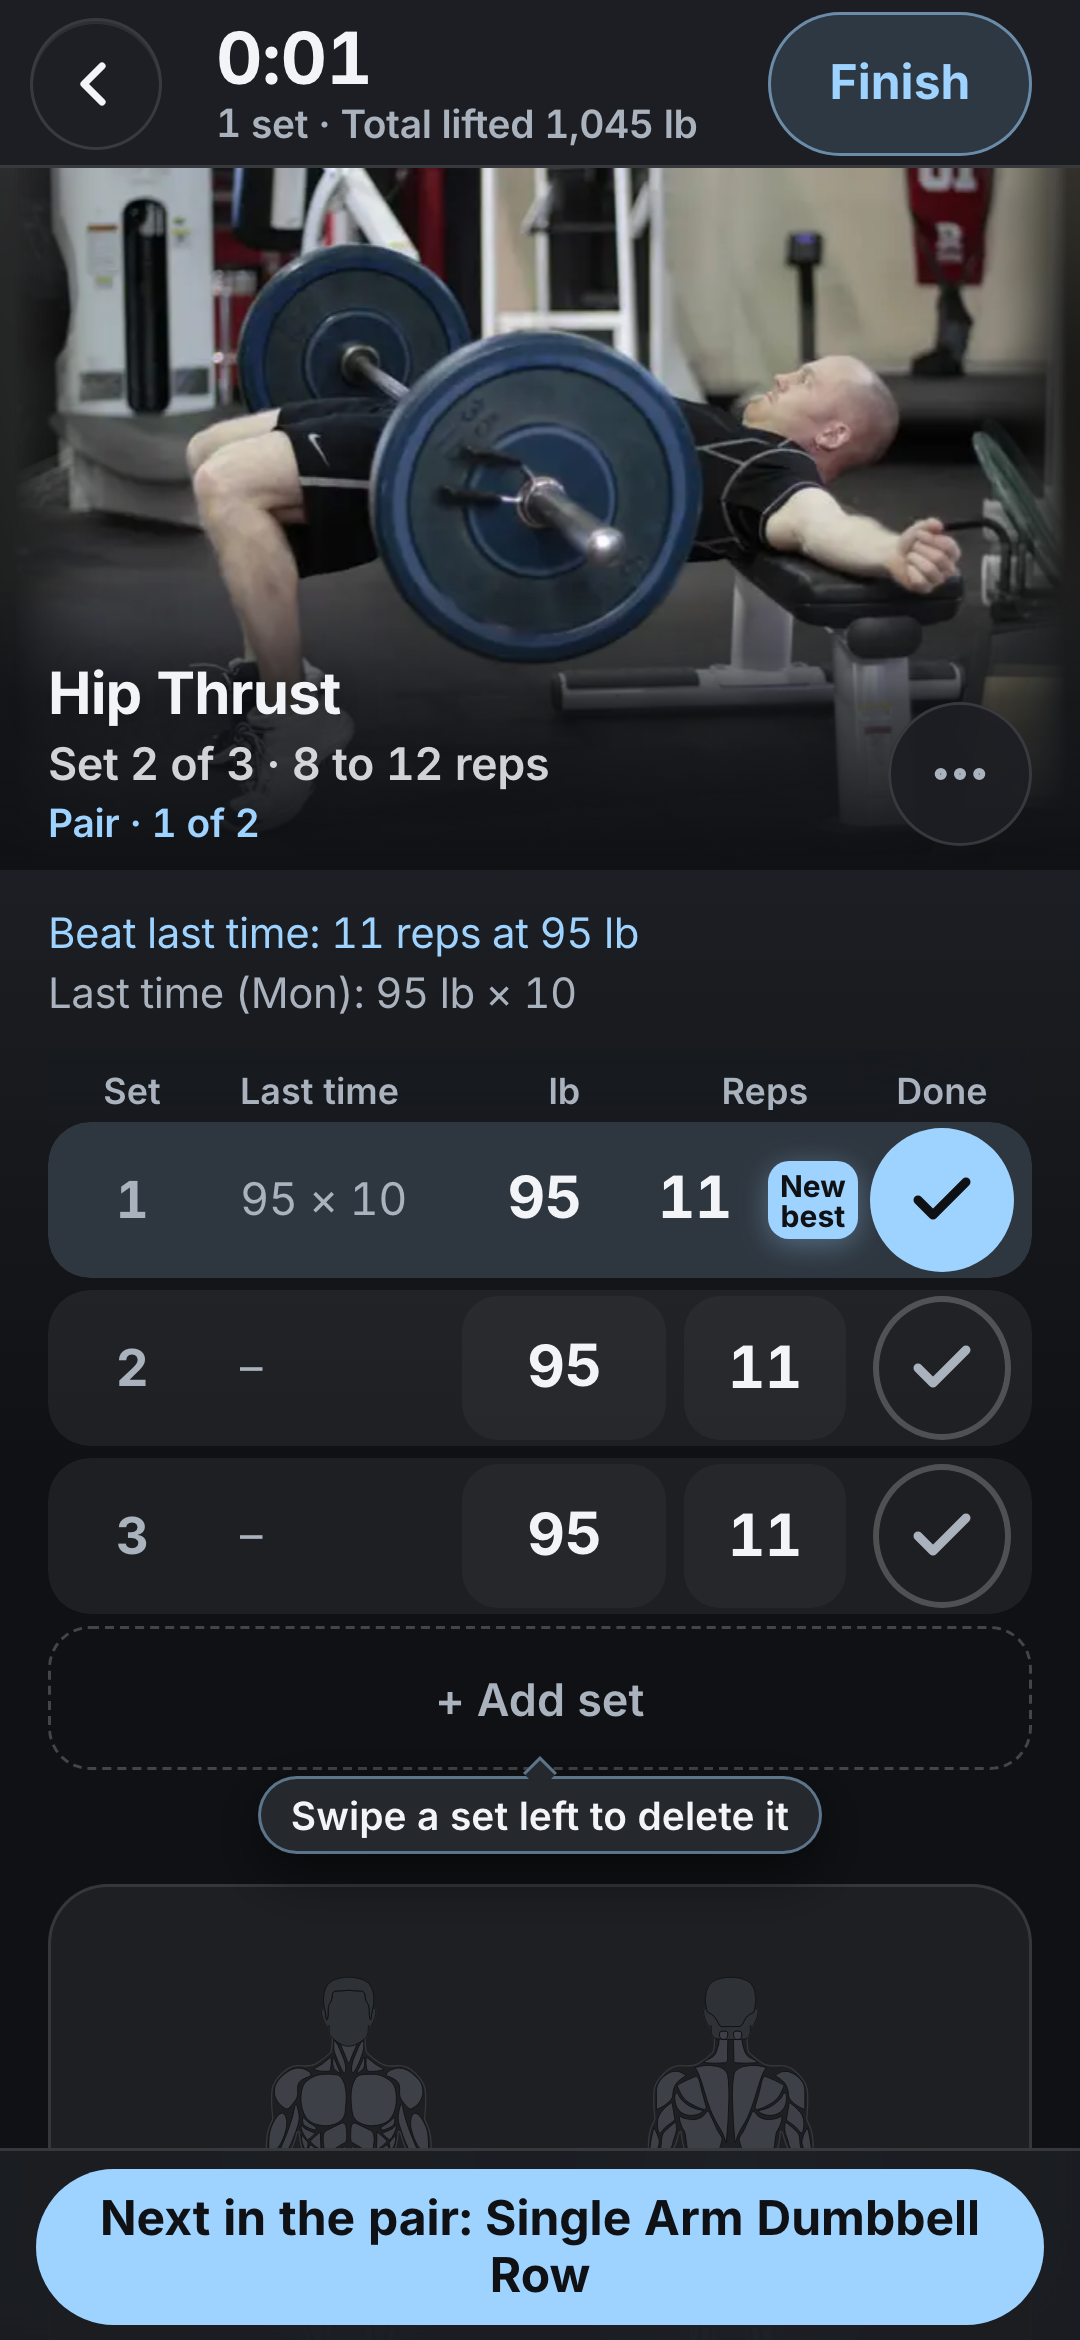 0:01
1 set · Total lifted 1,045 lb
Finish
Hip Thrust
Set 2 of 3 · 8 to 12 reps
Pair · 1 of 2
Beat last time: 11 reps at 95 lb
Last time (Mon): 95 lb × 10
Set Last time lb Reps Done
1 95 × 10 95 11 New best
2 – 95 11
3 – 95 11
+ Add set
Swipe a set left to delete it
Next in the pair: Single Arm Dumbbell
Row